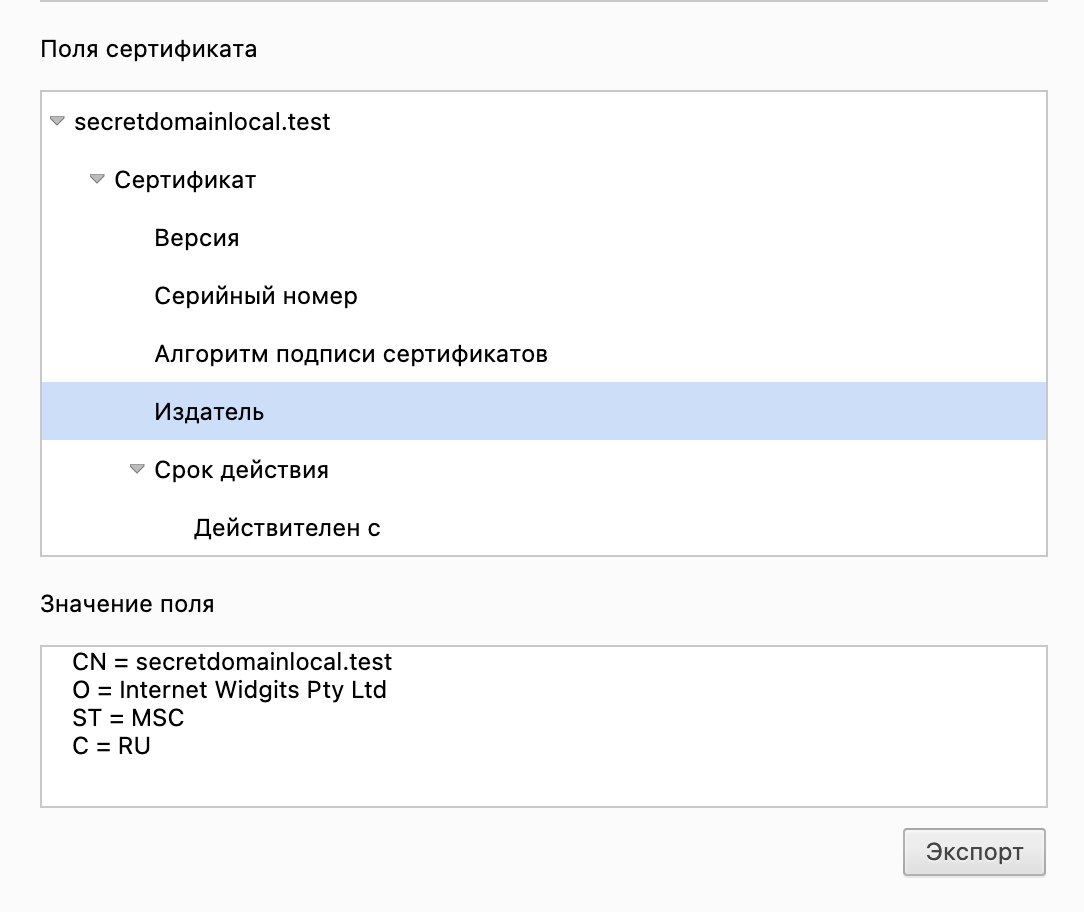 Поля сертификата
secretdomainlocal.test
Сертификат
Версия
Серийный номер
Алгоритм подписи сертификатов
Издатель
Срок действия
Действителен с
Значение поля
CN = secretdomainlocal.test
O = Internet Widgits Pty Ltd
ST = MSC
C = RU
Экспорт